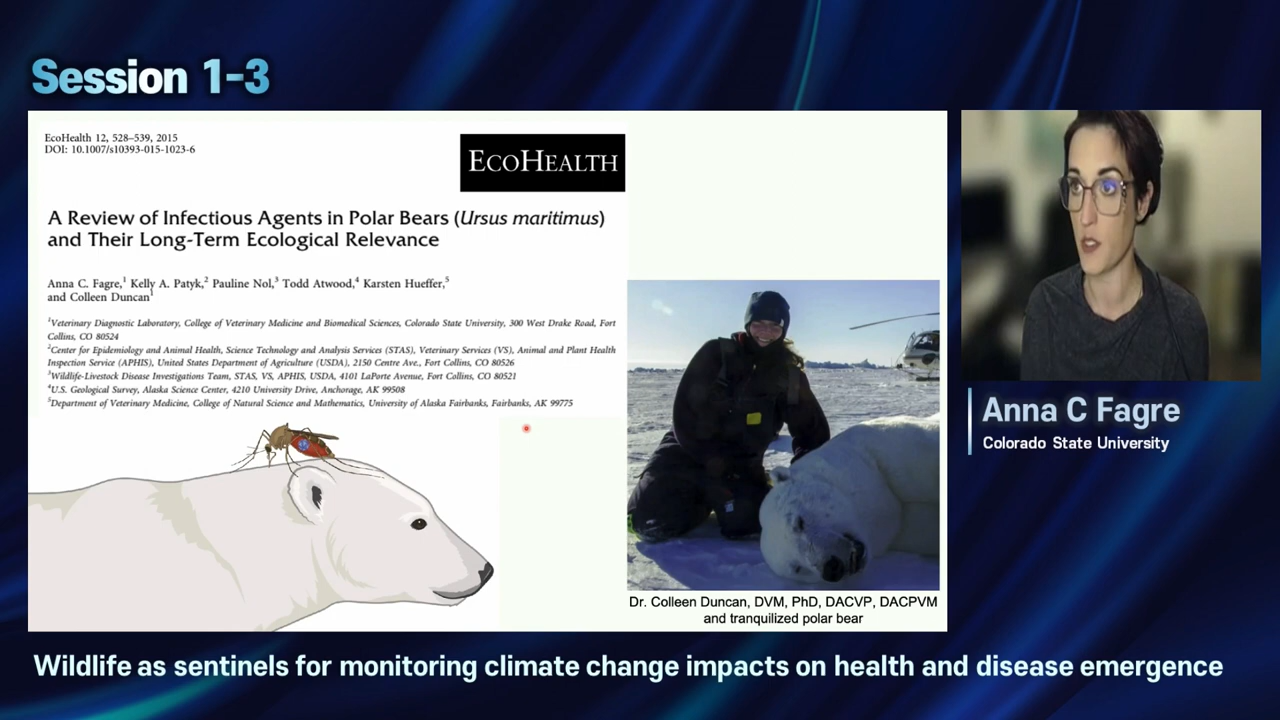 Session 1-3
EcoHealth 12, 528–539, 2015
DOI: 10.1007/s10393-015-1023-6
ECOHEALTH
A Review of Infectious Agents in Polar Bears (Ursus maritimus)
and Their Long-Term Ecological Relevance
Anna C. Fagre,1 Kelly A. Patyk,2 Pauline Nol,3 Todd Atwood,4 Karsten Hueffer,5
and Colleen Duncan1
1Veterinary Diagnostic Laboratory, College of Veterinary Medicine and Biomedical Sciences, Colorado State University, 300 West Drake Road, Fort
Collins, CO 80524
2Center for Epidemiology and Animal Health, Science Technology and Analysis Services (STAS), Veterinary Services (VS), Animal and Plant Health
Inspection Service (APHIS), United States Department of Agriculture (USDA), 2150 Centre Ave., Fort Collins, CO 80526
3Wildlife-Livestock Disease Investigations Team, STAS, VS, APHIS, USDA, 4101 LaPorte Avenue, Fort Collins, CO 80521
4U.S. Geological Survey, Alaska Science Center, 4210 University Drive, Anchorage, AK 99508
5Department of Veterinary Medicine, College of Natural Science and Mathematics, University of Alaska Fairbanks, Fairbanks, AK 99775
Dr. Colleen Duncan, DVM, PhD, DACVP, DACPVM
and tranquilized polar bear
Anna C Fagre
Colorado State University
Wildlife as sentinels for monitoring climate change impacts on health and disease emergence